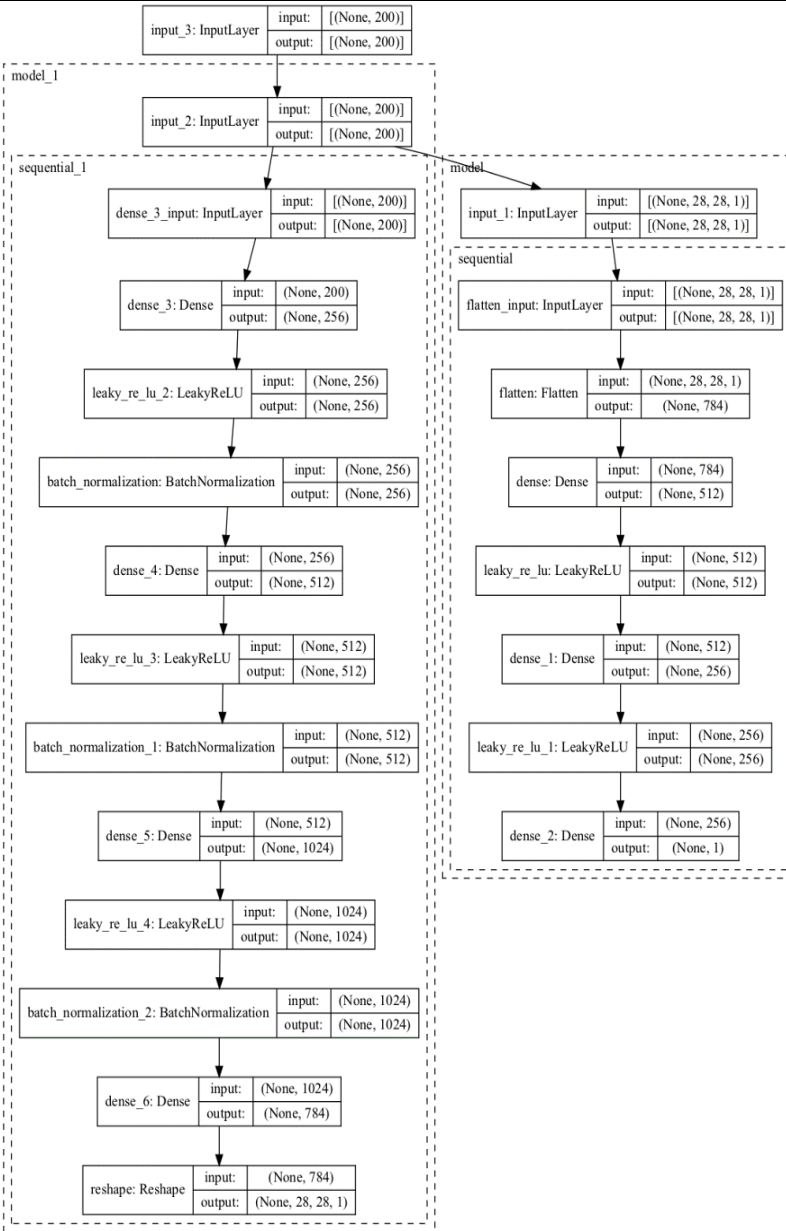 input_3: InputLayer
input: [(None, 200)]
output: [(None, 200)]
model_1
input_2: InputLayer
input: [(None, 200)]
output: [(None, 200)]
sequential_1
dense_3_input: InputLayer
input: [(None, 200)]
output: [(None, 200)]
dense_3: Dense
input: (None, 200)
output: (None, 256)
leaky_re_lu_2: LeakyReLU
input: (None, 256)
output: (None, 256)
batch_normalization: BatchNormalization
input: (None, 256)
output: (None, 256)
dense_4: Dense
input: (None, 256)
output: (None, 512)
leaky_re_lu_3: LeakyReLU
input: (None, 512)
output: (None, 512)
batch_normalization_1: BatchNormalization
input: (None, 512)
output: (None, 512)
dense_5: Dense
input: (None, 512)
output: (None, 1024)
leaky_re_lu_4: LeakyReLU
input: (None, 1024)
output: (None, 1024)
batch_normalization_2: BatchNormalization
input: (None, 1024)
output: (None, 1024)
dense_6: Dense
input: (None, 1024)
output: (None, 784)
reshape: Reshape
input: (None, 784)
output: (None, 28, 28, 1)
model
input_1: InputLayer
input: [(None, 28, 28, 1)]
output: [(None, 28, 28, 1)]
sequential
flatten_input: InputLayer
input: [(None, 28, 28, 1)]
output: [(None, 28, 28, 1)]
flatten: Flatten
input: (None, 28, 28, 1)
output: (None, 784)
dense: Dense
input: (None, 784)
output: (None, 512)
leaky_re_lu: LeakyReLU
input: (None, 512)
output: (None, 512)
dense_1: Dense
input: (None, 512)
output: (None, 256)
leaky_re_lu_1: LeakyReLU
input: (None, 256)
output: (None, 256)
dense_2: Dense
input: (None, 256)
output: (None, 1)